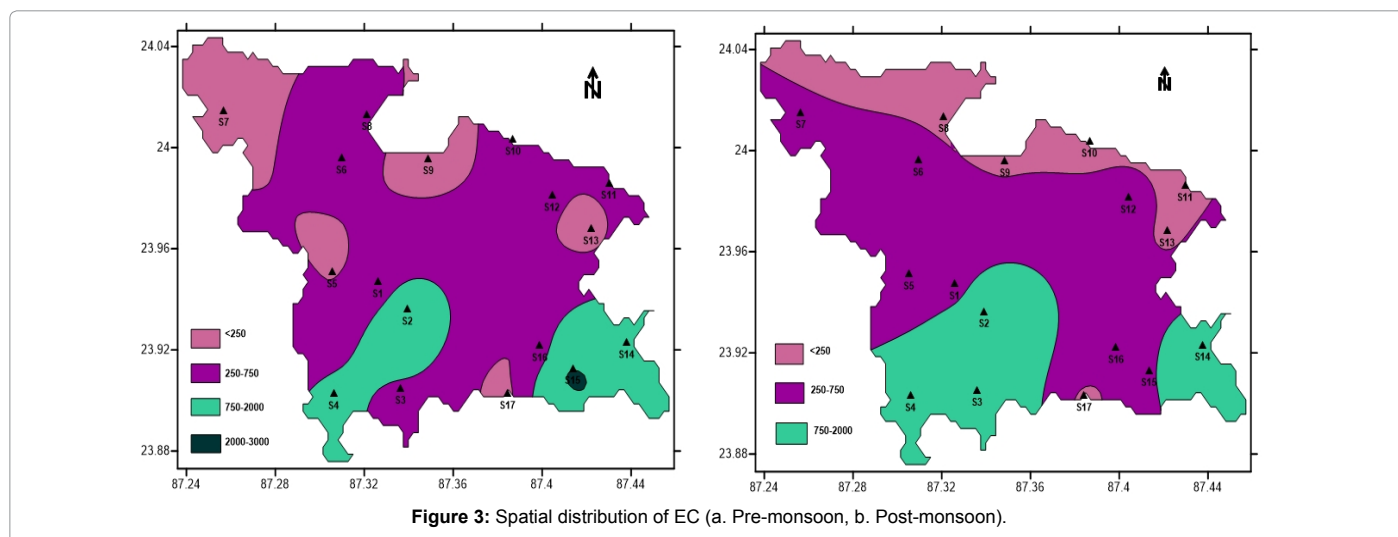 24.04
24
23.96
23.92
23.88
87.24 87.28 87.32 87.36 87.4 87.44
N
S7
S8
S6
S9
S10
S11
S12
S13
S5
S1
S2
S16
S14
S15
S4
S3
S17
<250
250-750
750-2000
2000-3000
24.04
24
23.96
23.92
23.88
87.24 87.28 87.32 87.36 87.4 87.44
N
S7
S8
S6
S9
S10
S11
S12
S13
S5
S1
S2
S16
S14
S15
S4
S3
S17
<250
250-750
750-2000
Figure 3: Spatial distribution of EC (a. Pre-monsoon, b. Post-monsoon).